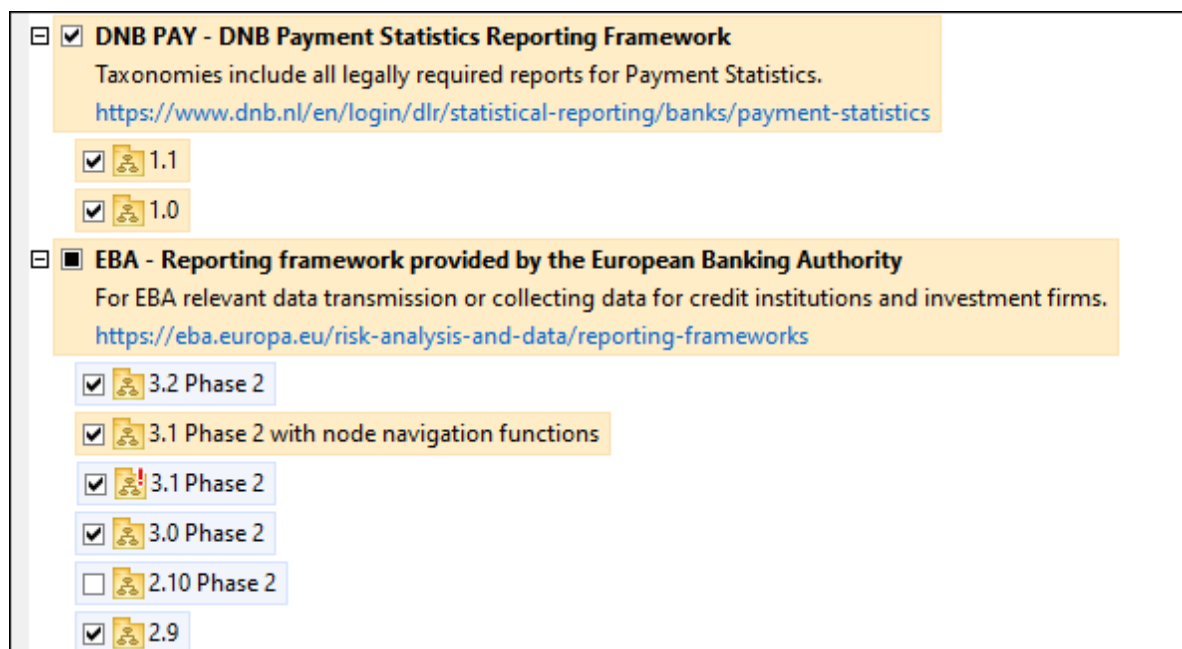 DNB PAY - DNB Payment Statistics Reporting Framework
Taxonomies include all legally required reports for Payment Statistics.
https://www.dnb.nl/en/login/dlr/statistical-reporting/banks/payment-statistics
1.1
1.0
EBA - Reporting framework provided by the European Banking Authority
For EBA relevant data transmission or collecting data for credit institutions and investment firms.
https://eba.europa.eu/risk-analysis-and-data/reporting-frameworks
3.2 Phase 2
3.1 Phase 2 with node navigation functions
3.1 Phase 2
3.0 Phase 2
2.10 Phase 2
2.9